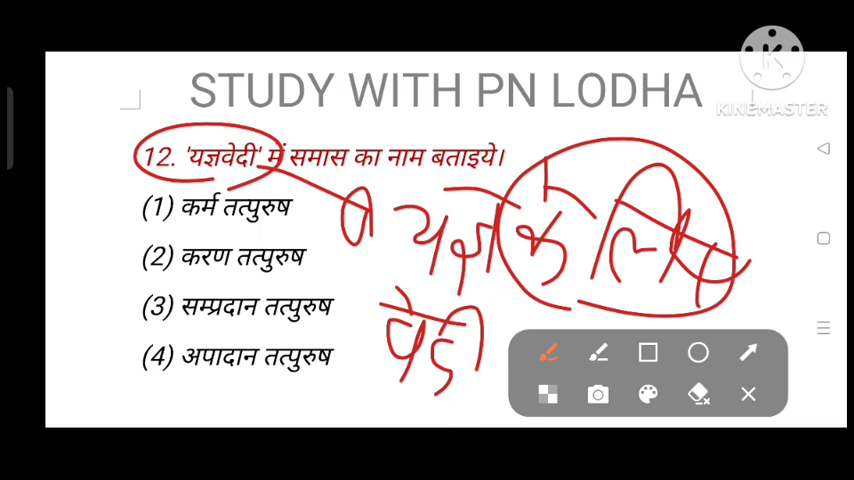 STUDY WITH PN LODHA
KINEMASTER
12. 'यज्ञवेदी' में समास का नाम बताइये।
(1) कर्म तत्पुरुष
(2) करण तत्पुरुष
(3) सम्प्रदान तत्पुरुष
(4) अपादान तत्पुरुष
यज्ञ के लिए
वेदी